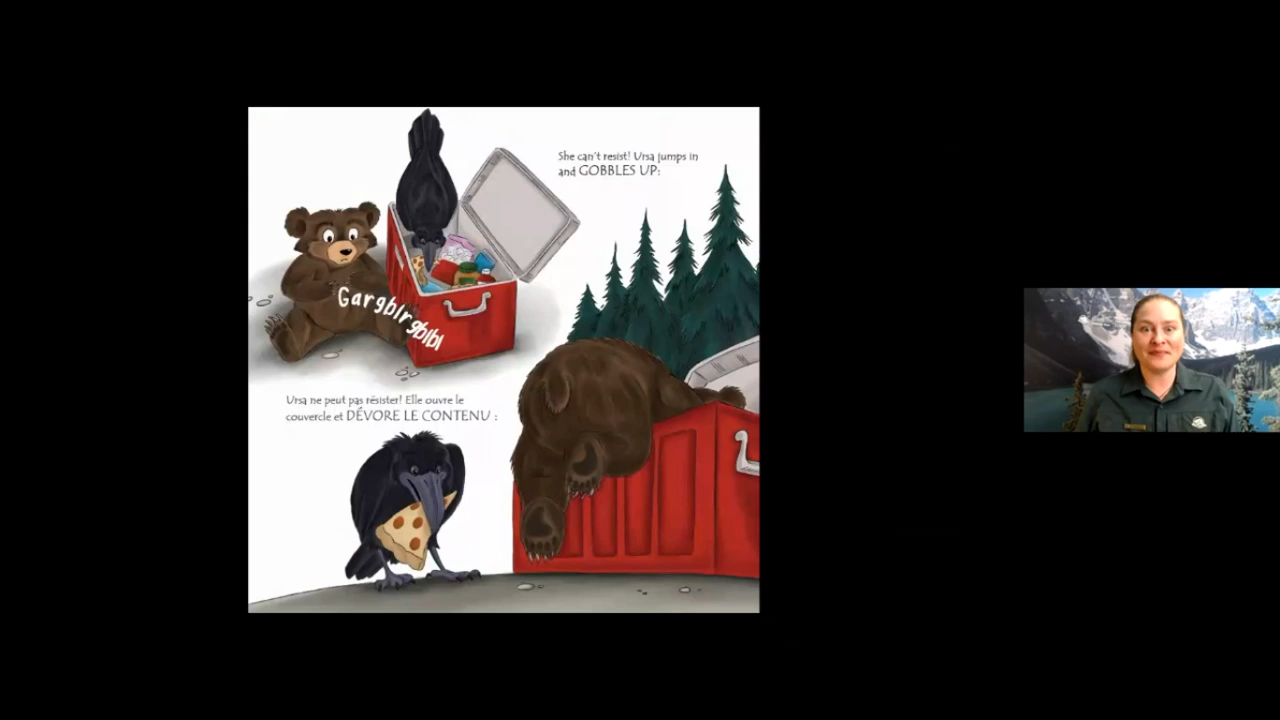 She can't resist! Ursa jumps in
and GOBBLES UP:
Gargblrgblbl
Ursa ne peut pas résister! Elle ouvre le
couvercle et DÉVORE LE CONTENU :